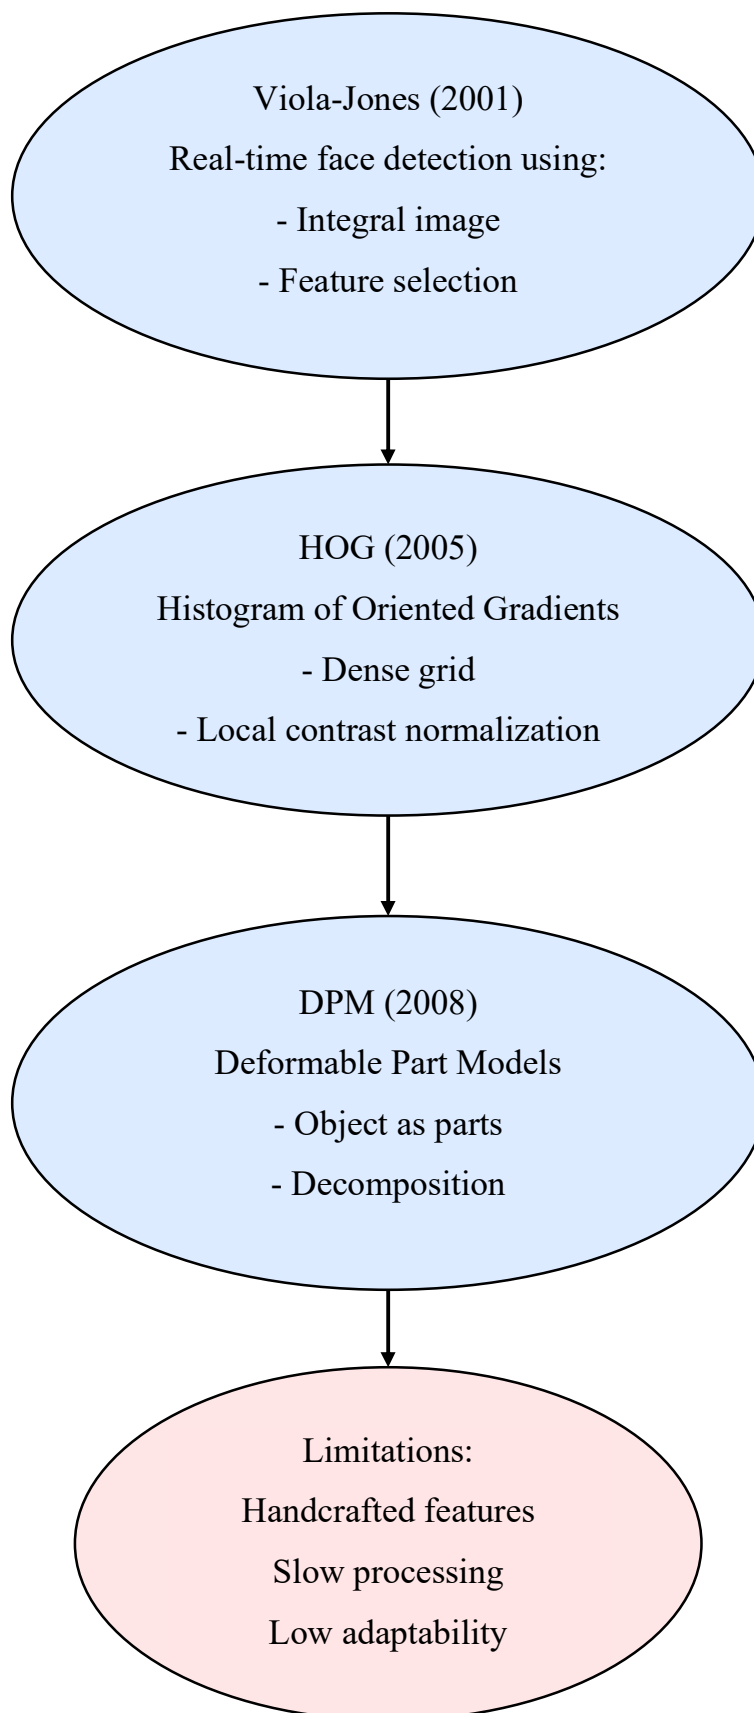 Viola-Jones (2001)
Real-time face detection using:
- Integral image
- Feature selection
HOG (2005)
Histogram of Oriented Gradients
- Dense grid
- Local contrast normalization
DPM (2008)
Deformable Part Models
- Object as parts
- Decomposition
Limitations:
Handcrafted features
Slow processing
Low adaptability